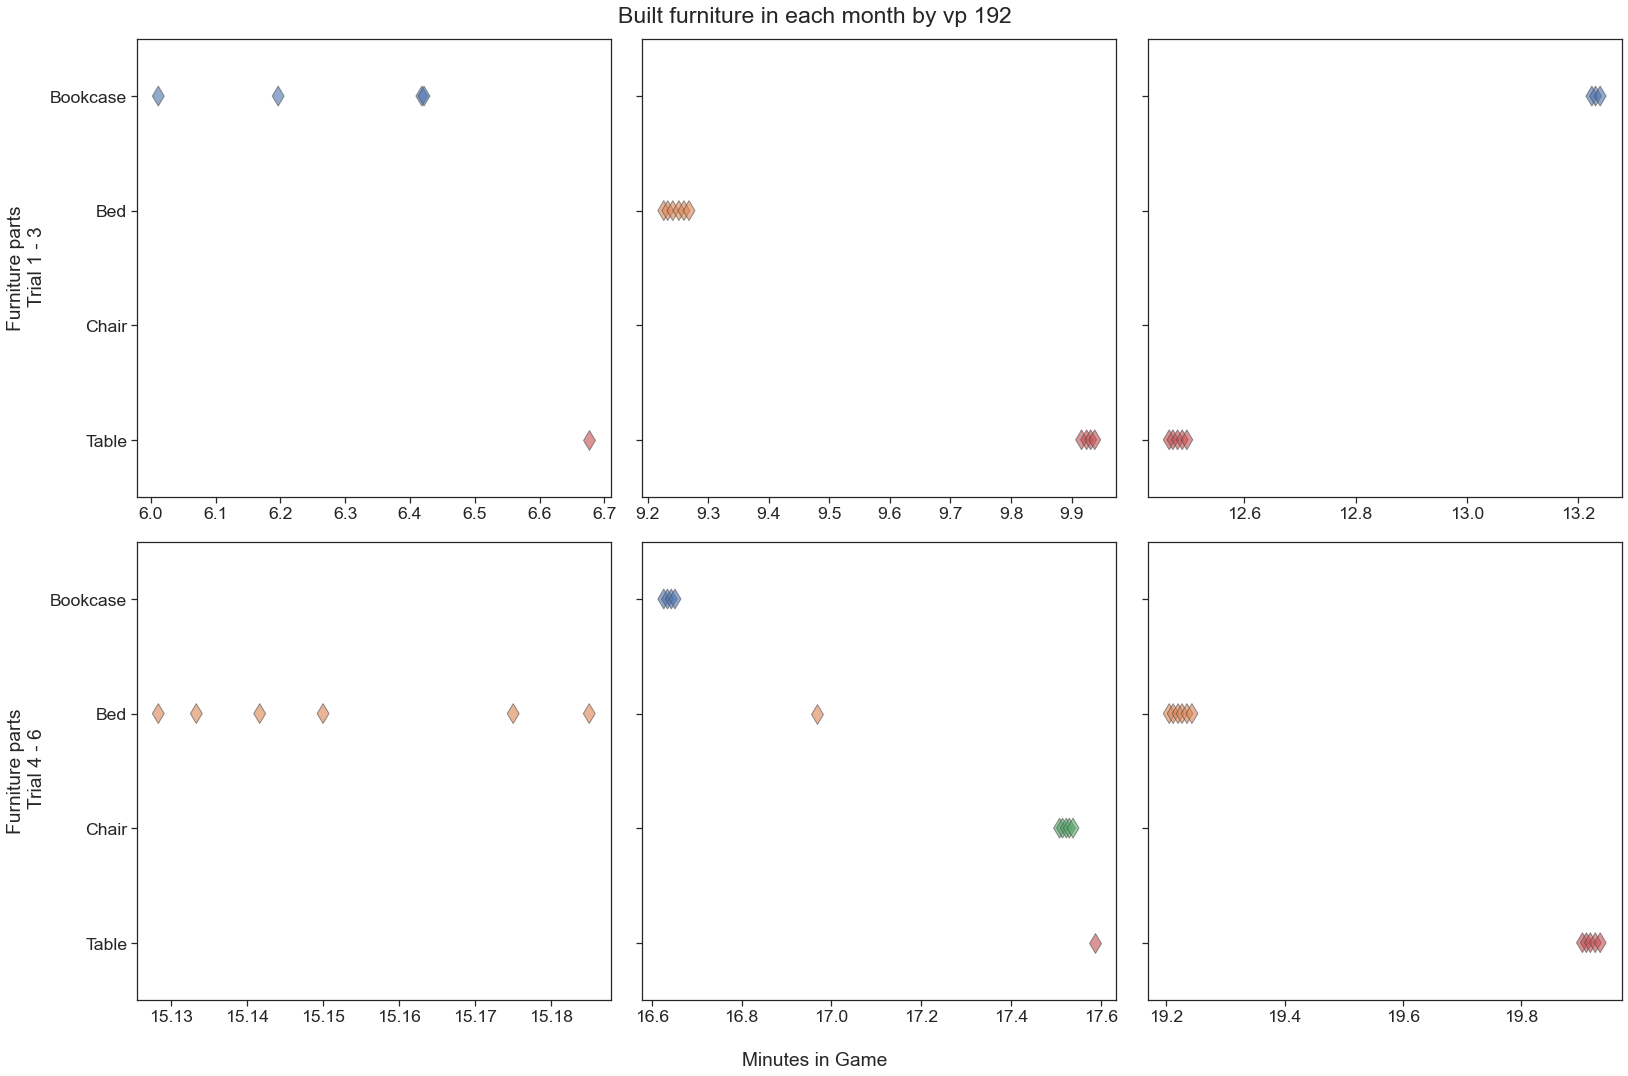 Built furniture in each month by vp 192
Furniture parts
Trial 1 - 3
Bookcase
Bed
Chair
Table
6.0 6.1 6.2 6.3 6.4 6.5 6.6 6.7
9.2 9.3 9.4 9.5 9.6 9.7 9.8 9.9
12.6 12.8 13.0 13.2
Furniture parts
Trial 4 - 6
Bookcase
Bed
Chair
Table
15.13 15.14 15.15 15.16 15.17 15.18
16.6 16.8 17.0 17.2 17.4 17.6
19.2 19.4 19.6 19.8
Minutes in Game